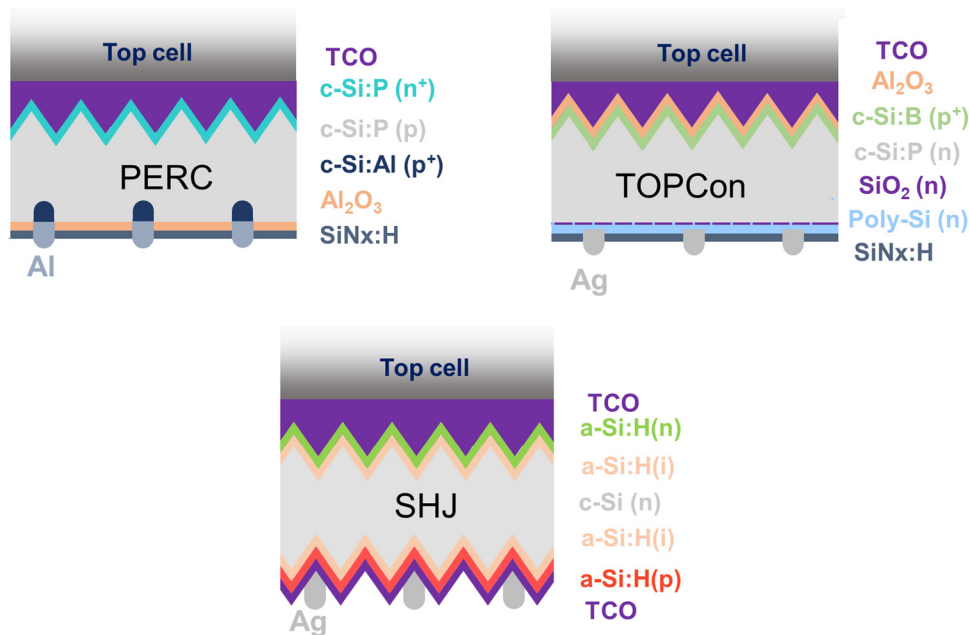 Top cell
TCO
c-Si:P (n⁺)
c-Si:P (p)
c-Si:Al (p⁺)
Al₂O₃
SiNx:H
PERC
Al
Top cell
TCO
Al₂O₃
c-Si:B (p⁺)
c-Si:P (n)
SiO₂ (n)
Poly-Si (n)
SiNx:H
TOPCon
Ag
Top cell
TCO
a-Si:H(n)
a-Si:H(i)
c-Si (n)
a-Si:H(i)
a-Si:H(p)
TCO
SHJ
Ag